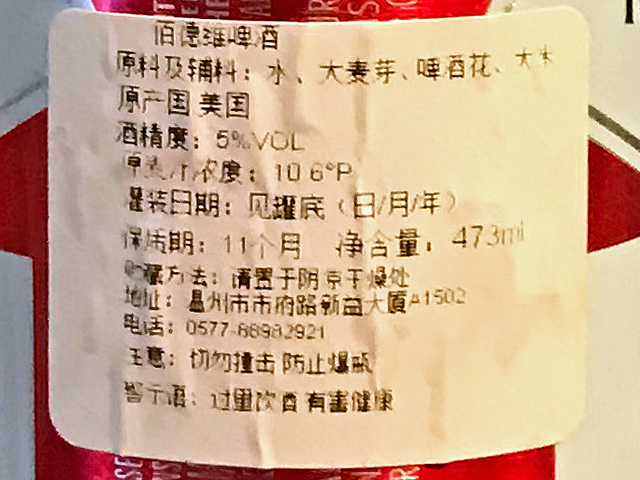 佰德维啤酒
原料及辅料：水、大麦芽、啤酒花、大米
原产国 美国
酒精度：5%VOL
原麦汁浓度：10.6°P
灌装日期：见罐底（日/月/年）
保质期：11个月 净含量：473ml
贮藏方法：请置于阴凉干燥处
地址：温州市市府路新益大厦A1502
电话：0577-88982921
注意：切勿撞击 防止爆瓶
警示语：过量饮酒 有害健康